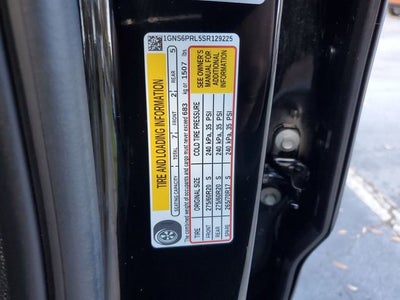 1GNS6PRL5SR129225
TIRE AND LOADING INFORMATION
SEATING CAPACITY TOTAL 7 FRONT 2 REAR 5
The combined weight of occupants and cargo must never exceed 683 kg or 1507 lbs
TIRE ORIGINAL SIZE COLD TIRE PRESSURE
FRONT 275/60R20 S 240 kPa, 35 PSI
REAR 275/60R20 S 240 kPa, 35 PSI
SPARE 265/70R17 S 240 kPa, 35 PSI
SEE OWNER'S
MANUAL FOR
ADDITIONAL
INFORMATION